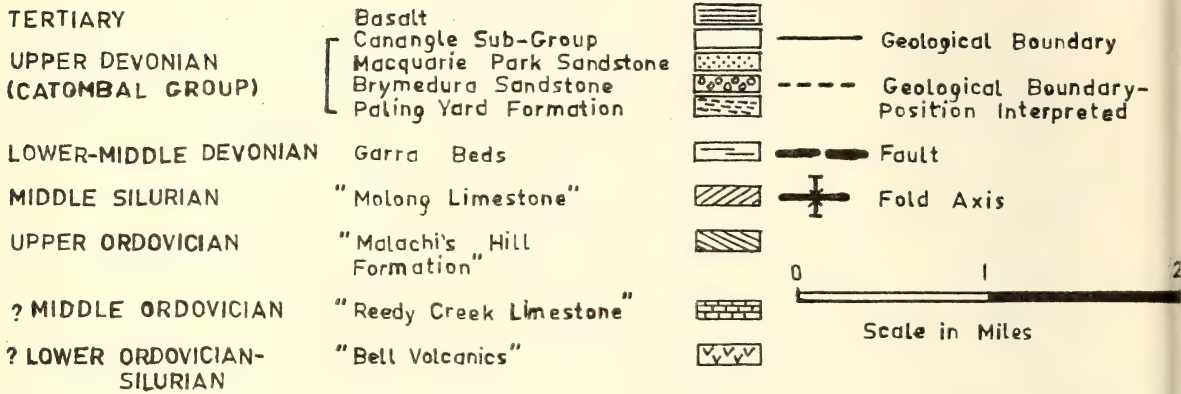 TERTIARY Basalt
Canangle Sub-Group Geological Boundary
UPPER DEVONIAN Macquarie Park Sandstone
(CATOMBAL GROUP) Brymedura Sandstone Geological Boundary-
Paling Yard Formation Position Interpreted
LOWER-MIDDLE DEVONIAN Garra Beds Fault
MIDDLE SILURIAN "Molong Limestone" Fold Axis
UPPER ORDOVICIAN "Malachi's Hill
Formation"
0 1 2
? MIDDLE ORDOVICIAN "Reedy Creek Limestone"
Scale in Miles
? LOWER ORDOVICIAN- "Bell Volcanics"
SILURIAN